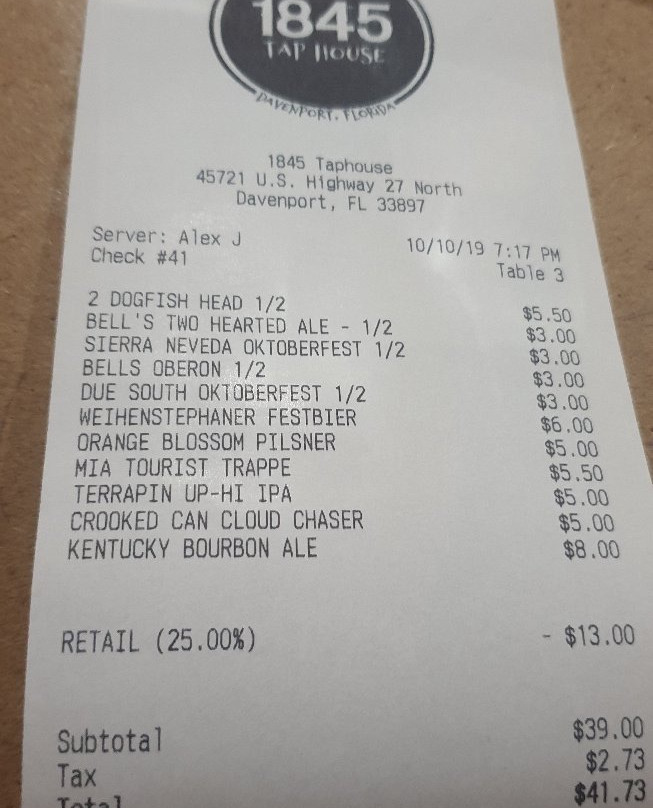 1845
TAP HOUSE
DAVENPORT, FLORIDA
1845 Taphouse
45721 U.S. Highway 27 North
Davenport, FL 33897
Server: Alex J 10/10/19 7:17 PM
Check #41 Table 3
2 DOGFISH HEAD 1/2 $5.50
BELL'S TWO HEARTED ALE - 1/2 $3.00
SIERRA NEVEDA OKTOBERFEST 1/2 $3.00
BELLS OBERON 1/2 $3.00
DUE SOUTH OKTOBERFEST 1/2 $3.00
WEIHENSTEPHANER FESTBIER $6.00
ORANGE BLOSSOM PILSNER $5.00
MIA TOURIST TRAPPE $5.50
TERRAPIN UP-HI IPA $5.00
CROOKED CAN CLOUD CHASER $5.00
KENTUCKY BOURBON ALE $8.00
RETAIL (25.00%) - $13.00
Subtotal $39.00
Tax $2.73
Total $41.73